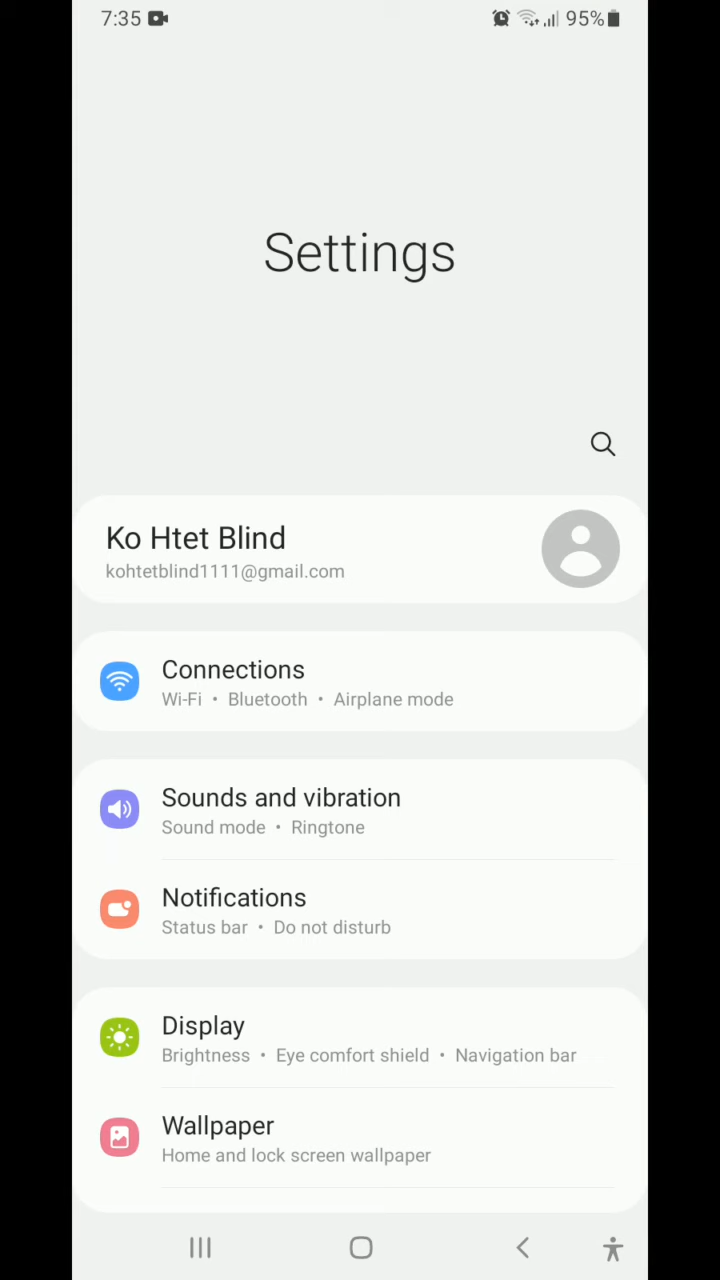 7:35 95%
Settings
Ko Htet Blind
kohtetblind1111@gmail.com
Connections
Wi-Fi • Bluetooth • Airplane mode
Sounds and vibration
Sound mode • Ringtone
Notifications
Status bar • Do not disturb
Display
Brightness • Eye comfort shield • Navigation bar
Wallpaper
Home and lock screen wallpaper